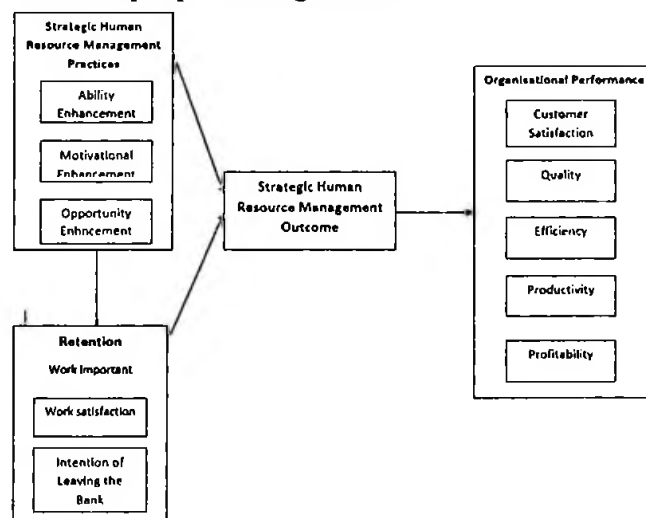 Strategic Human
Resource Management
Practices
Ability
Enhancement
Motivational
Enhancement
Opportunity
Enhncement
Retention
Work Important
Work satisfaction
Intention of
Leaving the
Bank
Strategic Human
Resource Management
Outcome
Organisational Performance
Customer
Satisfaction
Quality
Efficiency
Productivity
Profitability